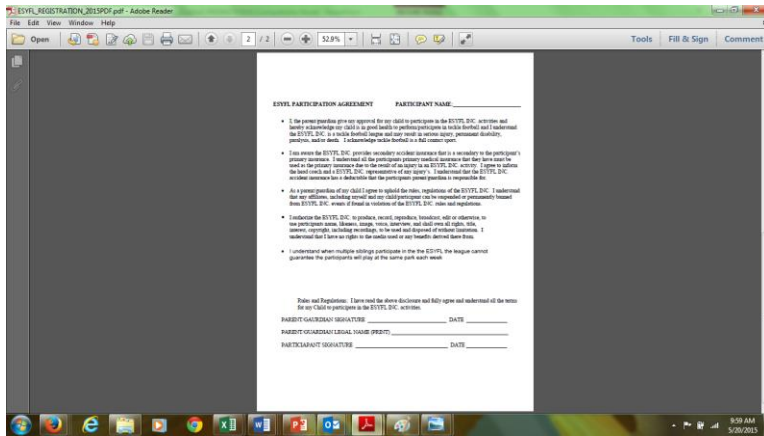 ESYFL_REGISTRATION_2015PDF.pdf - Adobe Reader
File Edit View Window Help
Open 2 / 2 52.9% Tools Fill & Sign Comment
ESYFL PARTICIPATION AGREEMENT PARTICIPANT NAME:
• I, the parent/guardian give my approval for my child to participate in the ESYFL INC. activities and
hereby acknowledge my child is in good health to perform/participate in tackle football and I understand
the ESYFL INC. is a tackle football league and may result in serious injury, permanent disability,
paralysis, and/or death. I acknowledge tackle football is a full contact sport.
• I am aware the ESYFL INC. provides secondary accident insurance that is a secondary to the participant's
primary insurance. I understand all the participants primary medical insurance that they have must be
used as the primary insurance due to the result of an injury in an ESYFL INC. activity. I agree to inform
the head coach and a ESYFL INC. representative of any injury's. I understand that the ESYFL INC.
accident insurance has a deductible that the participants parent/guardian is responsible for.
• As a parent/guardian of my child I agree to uphold the rules, regulations of the ESYFL INC. I understand
that any affiliates, including myself and my child/participant can be suspended or permanently banned
from ESYFL INC. events if found in violation of the ESYFL INC. rules and regulations.
• I authorize the ESYFL INC. to produce, record, reproduce, broadcast, edit or otherwise, to
use participants name, likeness, image, voice, interview, and shall own all rights, title,
interest, copyright, including recordings, to be used and disposed of without limitation. I
understand that I have no rights to the media used or any benefits derived there from.
• I understand when multiple siblings participate in the the ESYFL the league cannot
guarantee the participants will play at the same park each week
Rules and Regulations: I have read the above disclosure and fully agree and understand all the terms
for my Child to participate in the ESYFL INC. activities.
PARENT/GAURDIAN SIGNATURE DATE
PARENT/GUARDIAN LEGAL NAME (PRINT)
PARTICIAPANT SIGNATURE DATE
9:59 AM
5/20/2015